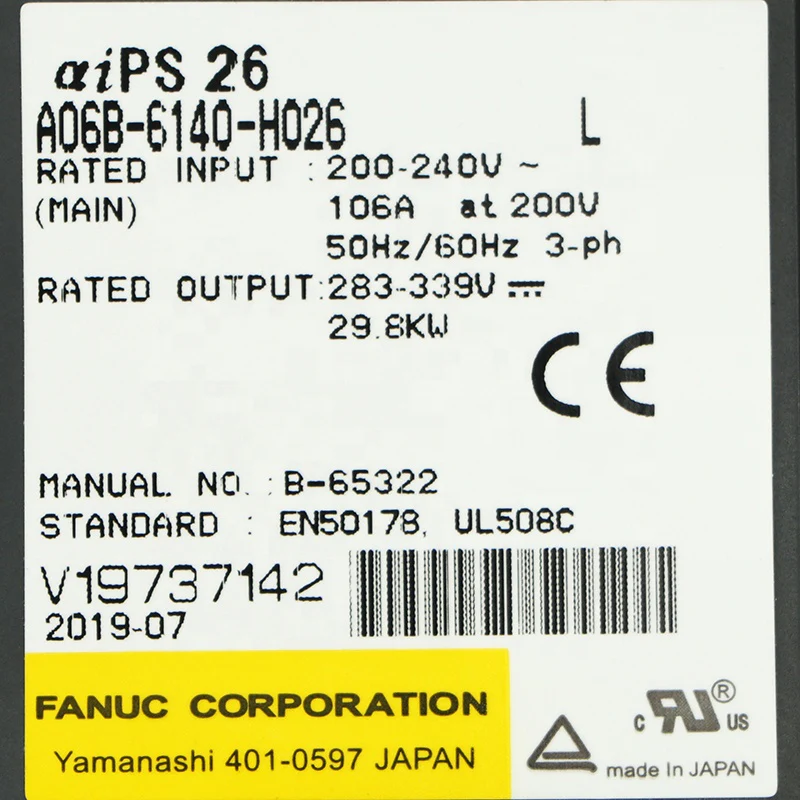 αiPS 26
A06B-6140-H026 L
RATED INPUT : 200-240V ~
(MAIN) 106A at 200V
50Hz/60Hz 3-ph
RATED OUTPUT: 283-339V ⎓
29.8KW
CE
MANUAL NO. : B-65322
STANDARD : EN50178, UL508C
V19737142
2019-07
FANUC CORPORATION
Yamanashi 401-0597 JAPAN
c RU ® US
made In JAPAN